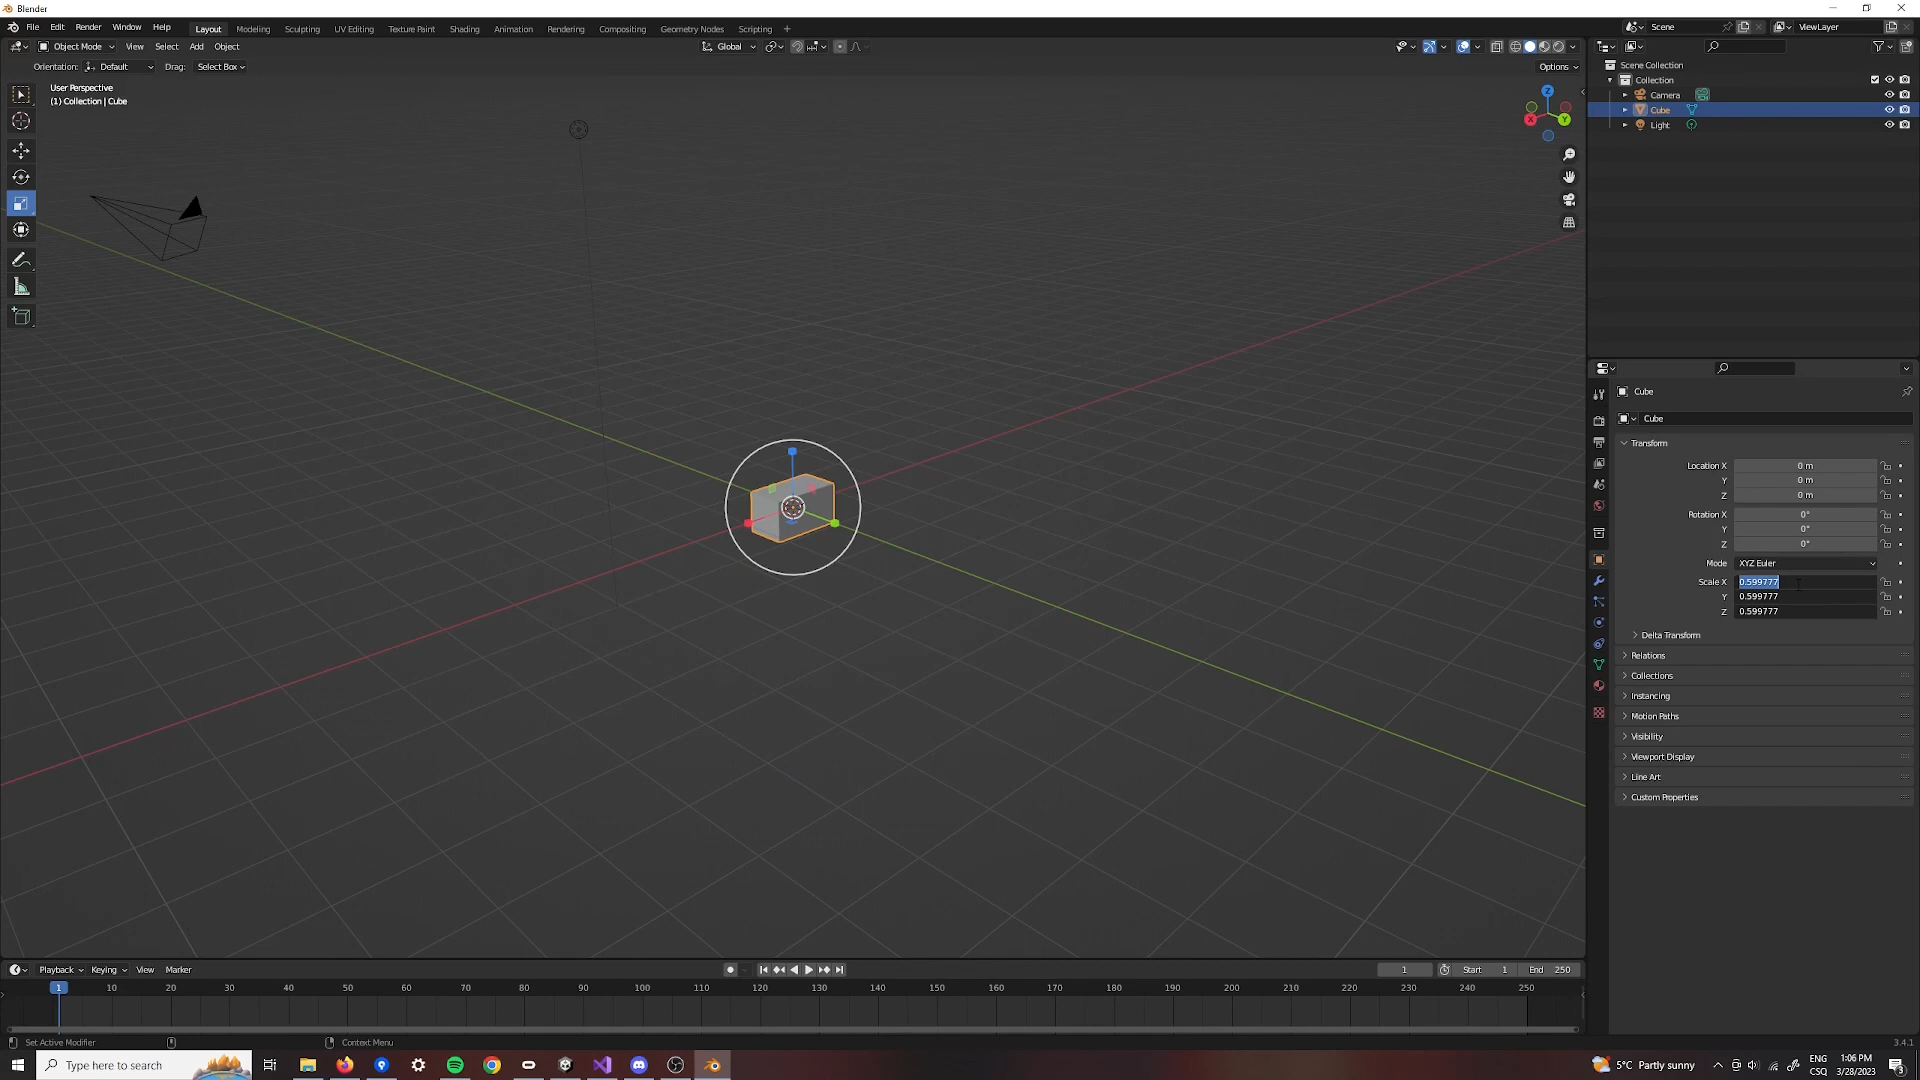 Blender
File Edit Render Window Help Layout Modeling Sculpting UV Editing Texture Paint Shading Animation Rendering Compositing Geometry Nodes Scripting + Scene ViewLayer
Object Mode View Select Add Object Global
Orientation: Default Drag: Select Box Options
User Perspective
(1) Collection | Cube
Z
X Y
Scene Collection
Collection
Camera
Cube
Light
Cube
Cube
Transform
Location X 0 m
Y 0 m
Z 0 m
Rotation X 0°
Y 0°
Z 0°
Mode XYZ Euler
Scale X 0.599777
Y 0.599777
Z 0.599777
Delta Transform
Relations
Collections
Instancing
Motion Paths
Visibility
Viewport Display
Line Art
Custom Properties
Playback Keying View Marker 1 Start 1 End 250
1 10 20 30 40 50 60 70 80 90 100 110 120 130 140 150 160 170 180 190 200 210 220 230 240 250
Set Active Modifier Context Menu 3.4.1
Type here to search 5°C Partly sunny ENG 1:06 PM
CSQ 3/28/2023 3